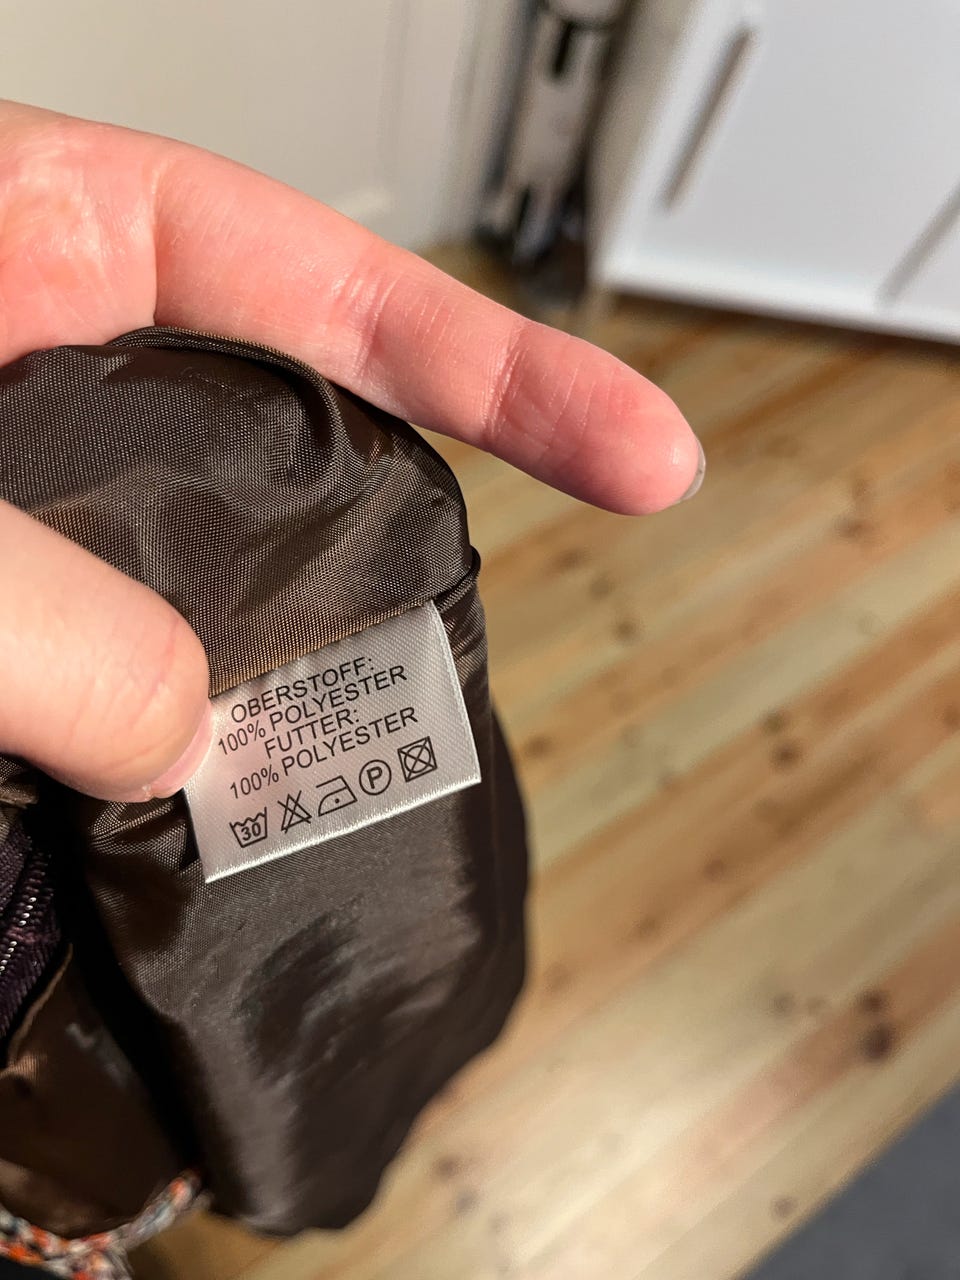 OBERSTOFF:
100% POLYESTER
FUTTER:
100% POLYESTER
30 P